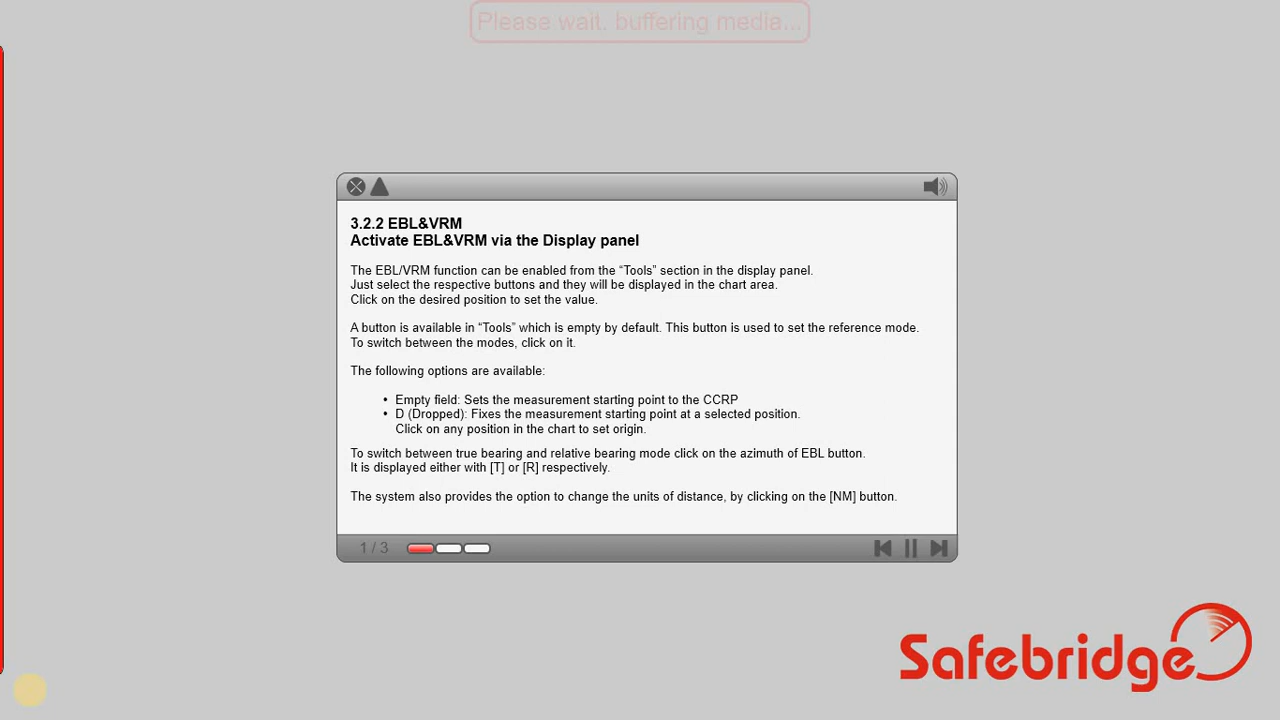 Please wait. buffering media...
3.2.2 EBL&VRM
Activate EBL&VRM via the Display panel
The EBL/VRM function can be enabled from the “Tools” section in the display panel.
Just select the respective buttons and they will be displayed in the chart area.
Click on the desired position to set the value.
A button is available in “Tools” which is empty by default. This button is used to set the reference mode.
To switch between the modes, click on it.
The following options are available:
• Empty field: Sets the measurement starting point to the CCRP
• D (Dropped): Fixes the measurement starting point at a selected position.
Click on any position in the chart to set origin.
To switch between true bearing and relative bearing mode click on the azimuth of EBL button.
It is displayed either with [T] or [R] respectively.
The system also provides the option to change the units of distance, by clicking on the [NM] button.
1 / 3
Safebridge